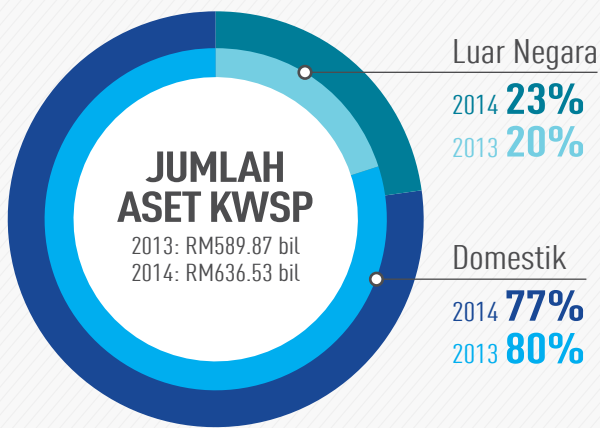 JUMLAH
ASET KWSP
2013: RM589.87 bil
2014: RM636.53 bil
Luar Negara
2014 23%
2013 20%
Domestik
2014 77%
2013 80%